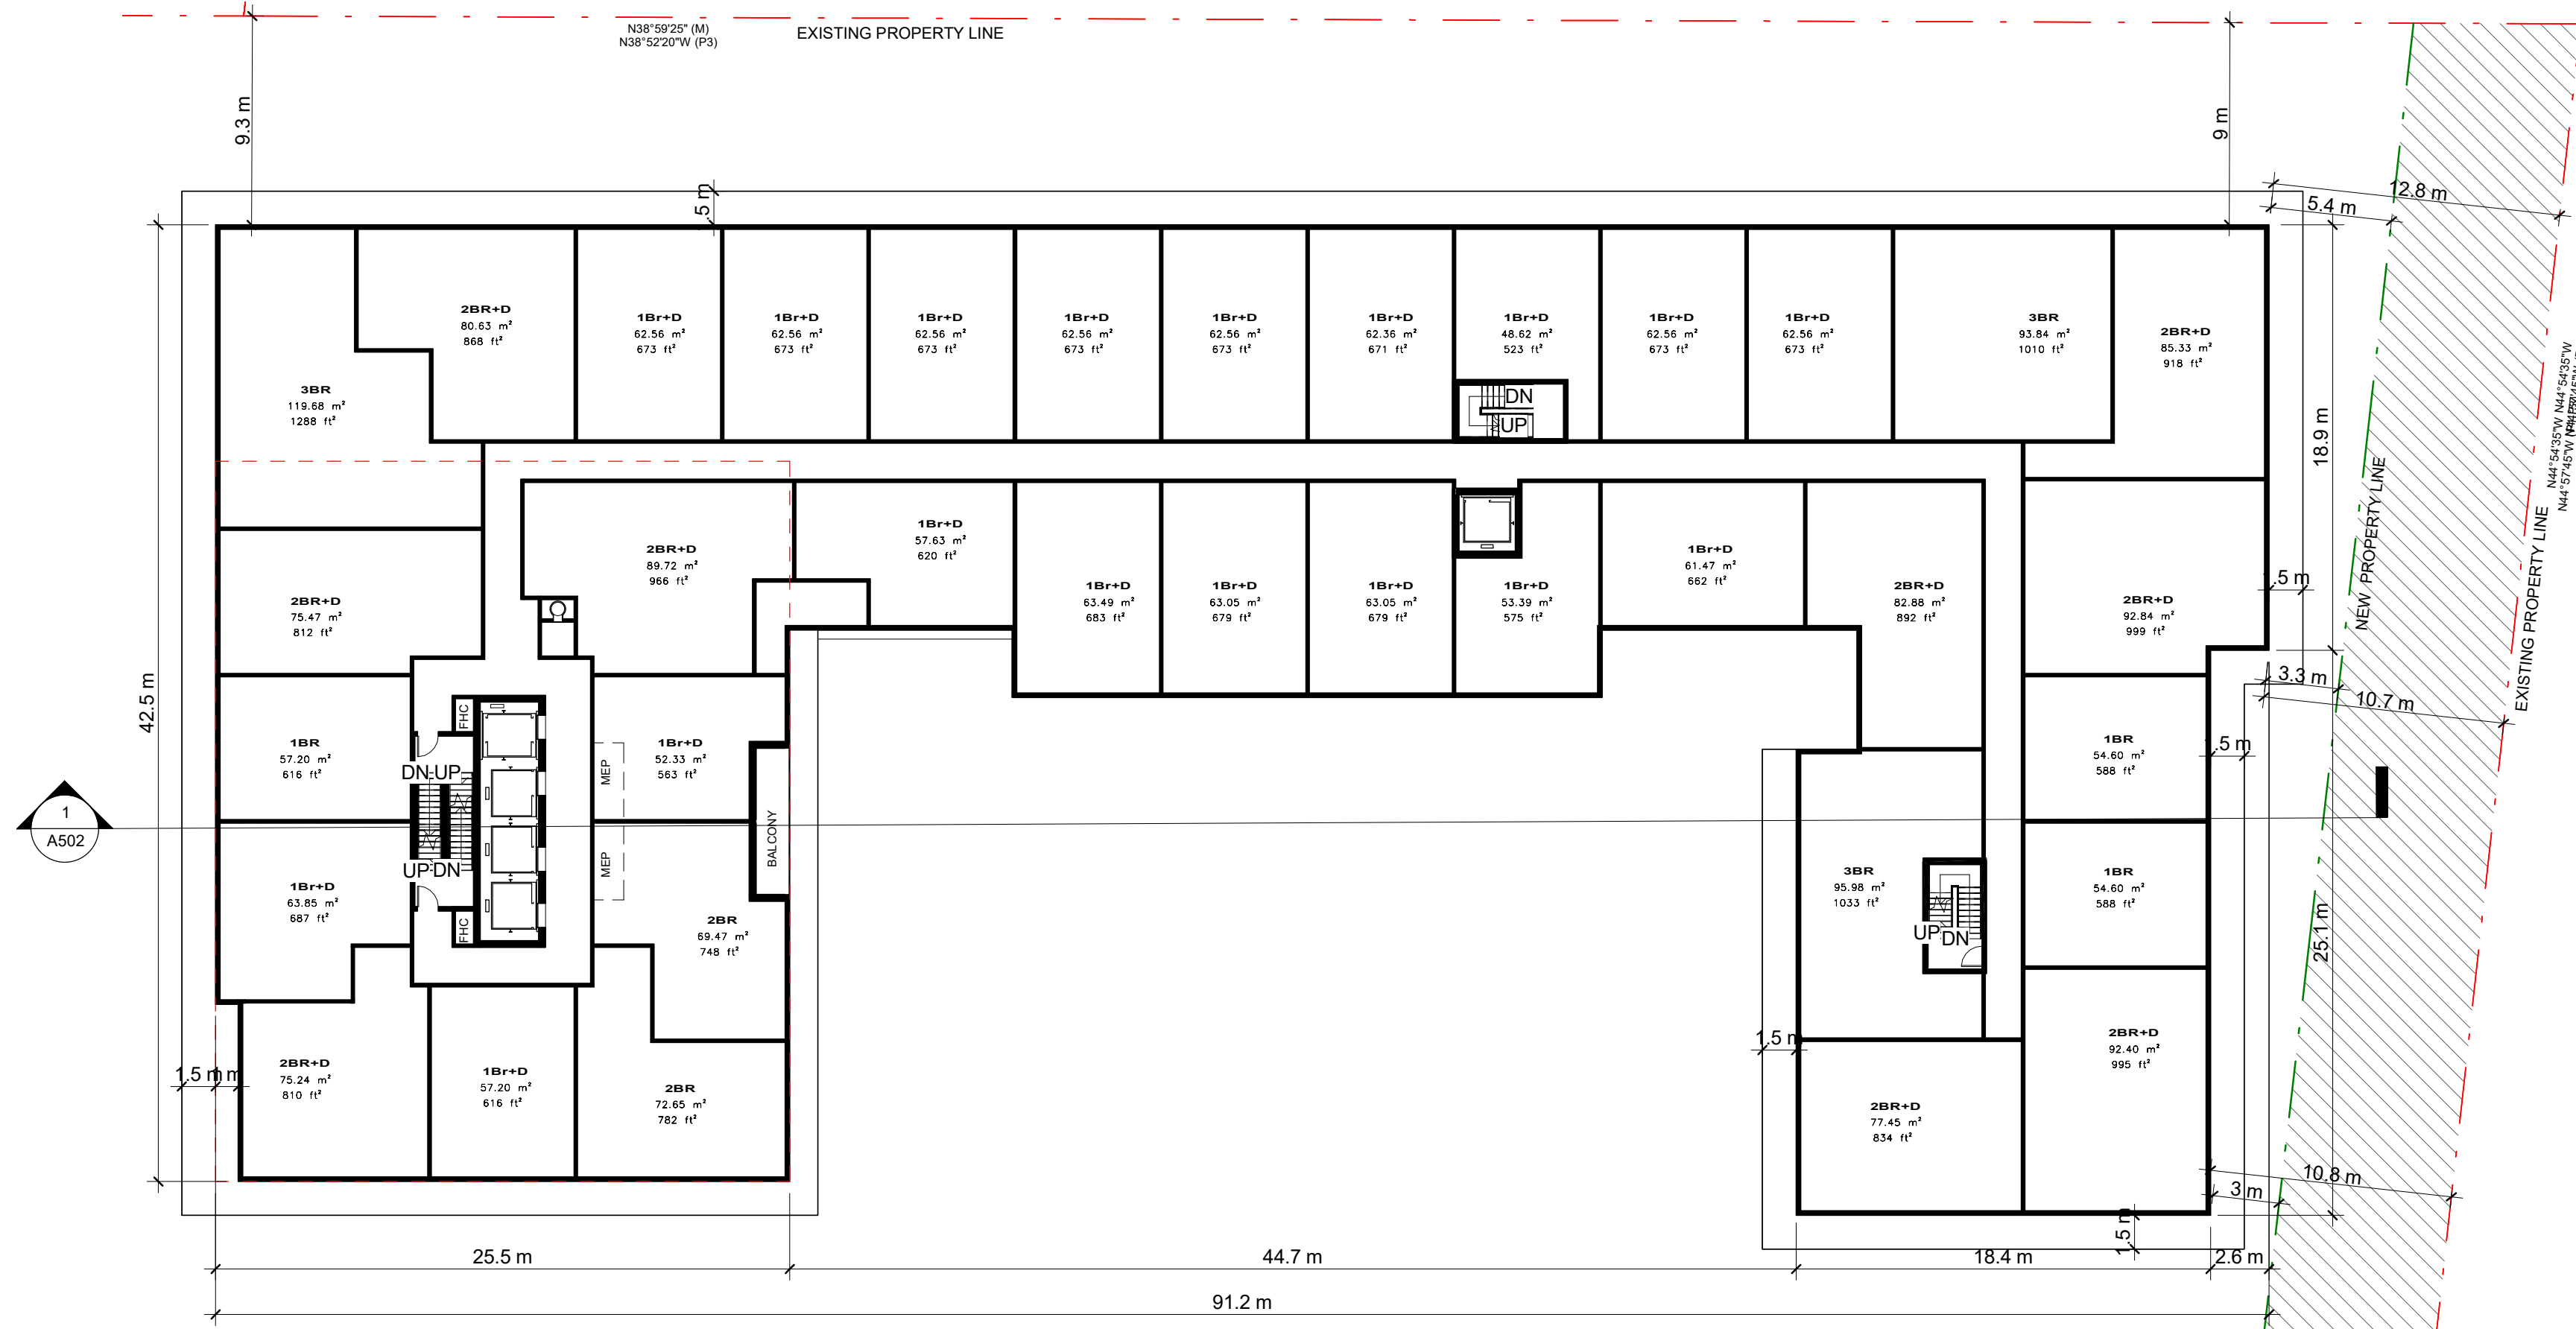 N38°59'25" (M)
N38°52'20"W (P3)
EXISTING PROPERTY LINE
9.3 m
9 m
.5 m
12.8 m
5.4 m
3BR
119.68 m²
1288 ft²
2BR+D
80.63 m²
868 ft²
1Br+D
62.56 m²
673 ft²
1Br+D
62.56 m²
673 ft²
1Br+D
62.56 m²
673 ft²
1Br+D
62.56 m²
673 ft²
1Br+D
62.56 m²
673 ft²
1Br+D
62.36 m²
671 ft²
1Br+D
48.62 m²
523 ft²
DN
UP
1Br+D
62.56 m²
673 ft²
1Br+D
62.56 m²
673 ft²
3BR
93.84 m²
1010 ft²
2BR+D
85.33 m²
918 ft²
18.9 m
NEW PROPERTY LINE
EXISTING PROPERTY LINE
N44°54'35"W
N44°57'45"W
2BR+D
75.47 m²
812 ft²
2BR+D
89.72 m²
966 ft²
1Br+D
57.63 m²
620 ft²
1Br+D
63.49 m²
683 ft²
1Br+D
63.05 m²
679 ft²
1Br+D
63.05 m²
679 ft²
1Br+D
53.39 m²
575 ft²
1Br+D
61.47 m²
662 ft²
2BR+D
82.88 m²
892 ft²
2BR+D
92.84 m²
999 ft²
.5 m
3.3 m
10.7 m
42.5 m
1BR
57.20 m²
616 ft²
FHC
DN UP
UP DN
FHC
MEP
MEP
1Br+D
52.33 m²
563 ft²
BALCONY
1BR
54.60 m²
588 ft²
.5 m
1
A502
1Br+D
63.85 m²
687 ft²
2BR
69.47 m²
748 ft²
3BR
95.98 m²
1033 ft²
UP DN
1BR
54.60 m²
588 ft²
25.1 m
1.5 m
m
2BR+D
75.24 m²
810 ft²
1Br+D
57.20 m²
616 ft²
2BR
72.65 m²
782 ft²
1.5 m
2BR+D
77.45 m²
834 ft²
2BR+D
92.40 m²
995 ft²
10.8 m
3 m
1.5 m
25.5 m
44.7 m
18.4 m
2.6 m
91.2 m